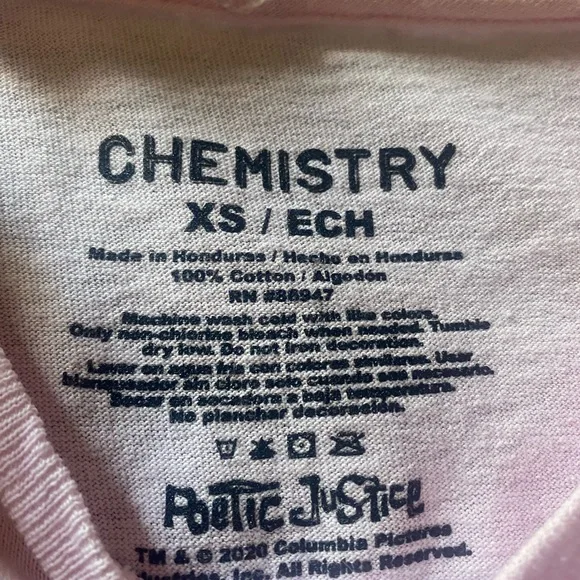 CHEMISTRY
XS / ECH
Made in Honduras / Hecho en Honduras
100% Cotton / Algodón
RN #88947
Machine wash cold with like colors.
Only non-chlorine bleach when needed. Tumble
dry low. Do not iron decoration.
Lavar en agua fria con colores similares. Usar
blanqueador sin cloro solo cuando sea necesario.
Secar en secadora a baja temperatura.
No planchar decoración.
POETIC JUSTICE
TM & © 2020 Columbia Pictures
Industries, Inc. All Rights Reserved.